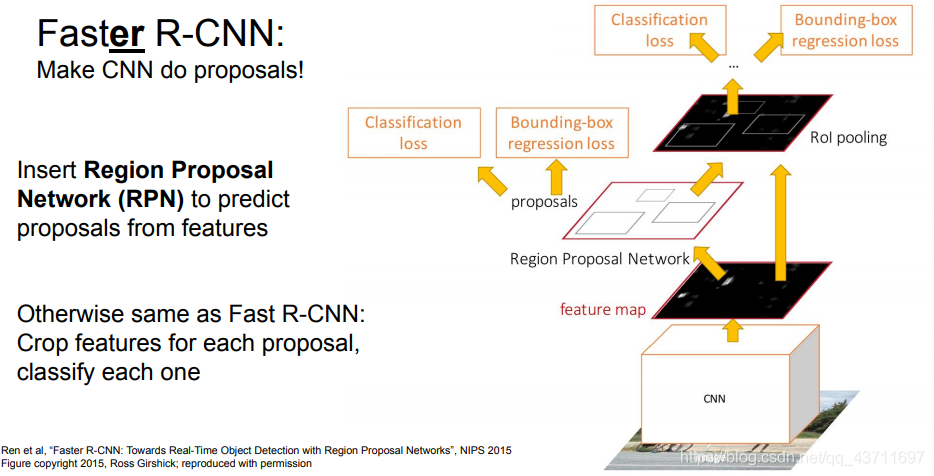 Faster R-CNN:
Make CNN do proposals!
Insert Region Proposal
Network (RPN) to predict
proposals from features
Otherwise same as Fast R-CNN:
Crop features for each proposal,
classify each one
Ren et al, “Faster R-CNN: Towards Real-Time Object Detection with Region Proposal Networks”, NIPS 2015
Figure copyright 2015, Ross Girshick; reproduced with permission
Classification
loss
Bounding-box
regression loss
...
RoI pooling
Classification
loss
Bounding-box
regression loss
proposals
Region Proposal Network
feature map
CNN
https://blog.csdn.net/qq_43711697